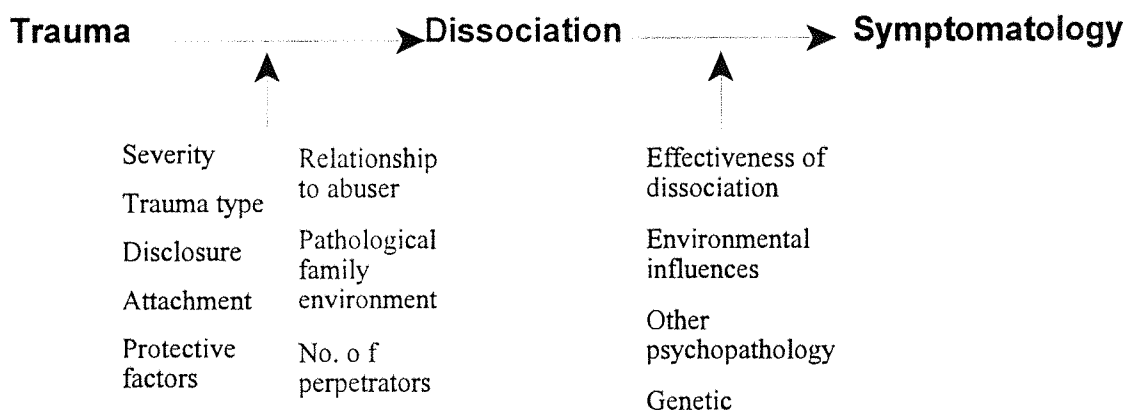 Trauma Dissociation Symptomatology
Severity
Trauma type
Disclosure
Attachment
Protective
factors
Relationship
to abuser
Pathological
family
environment
No. o f
perpetrators
Effectiveness of
dissociation
Environmental
influences
Other
psychopathology
Genetic